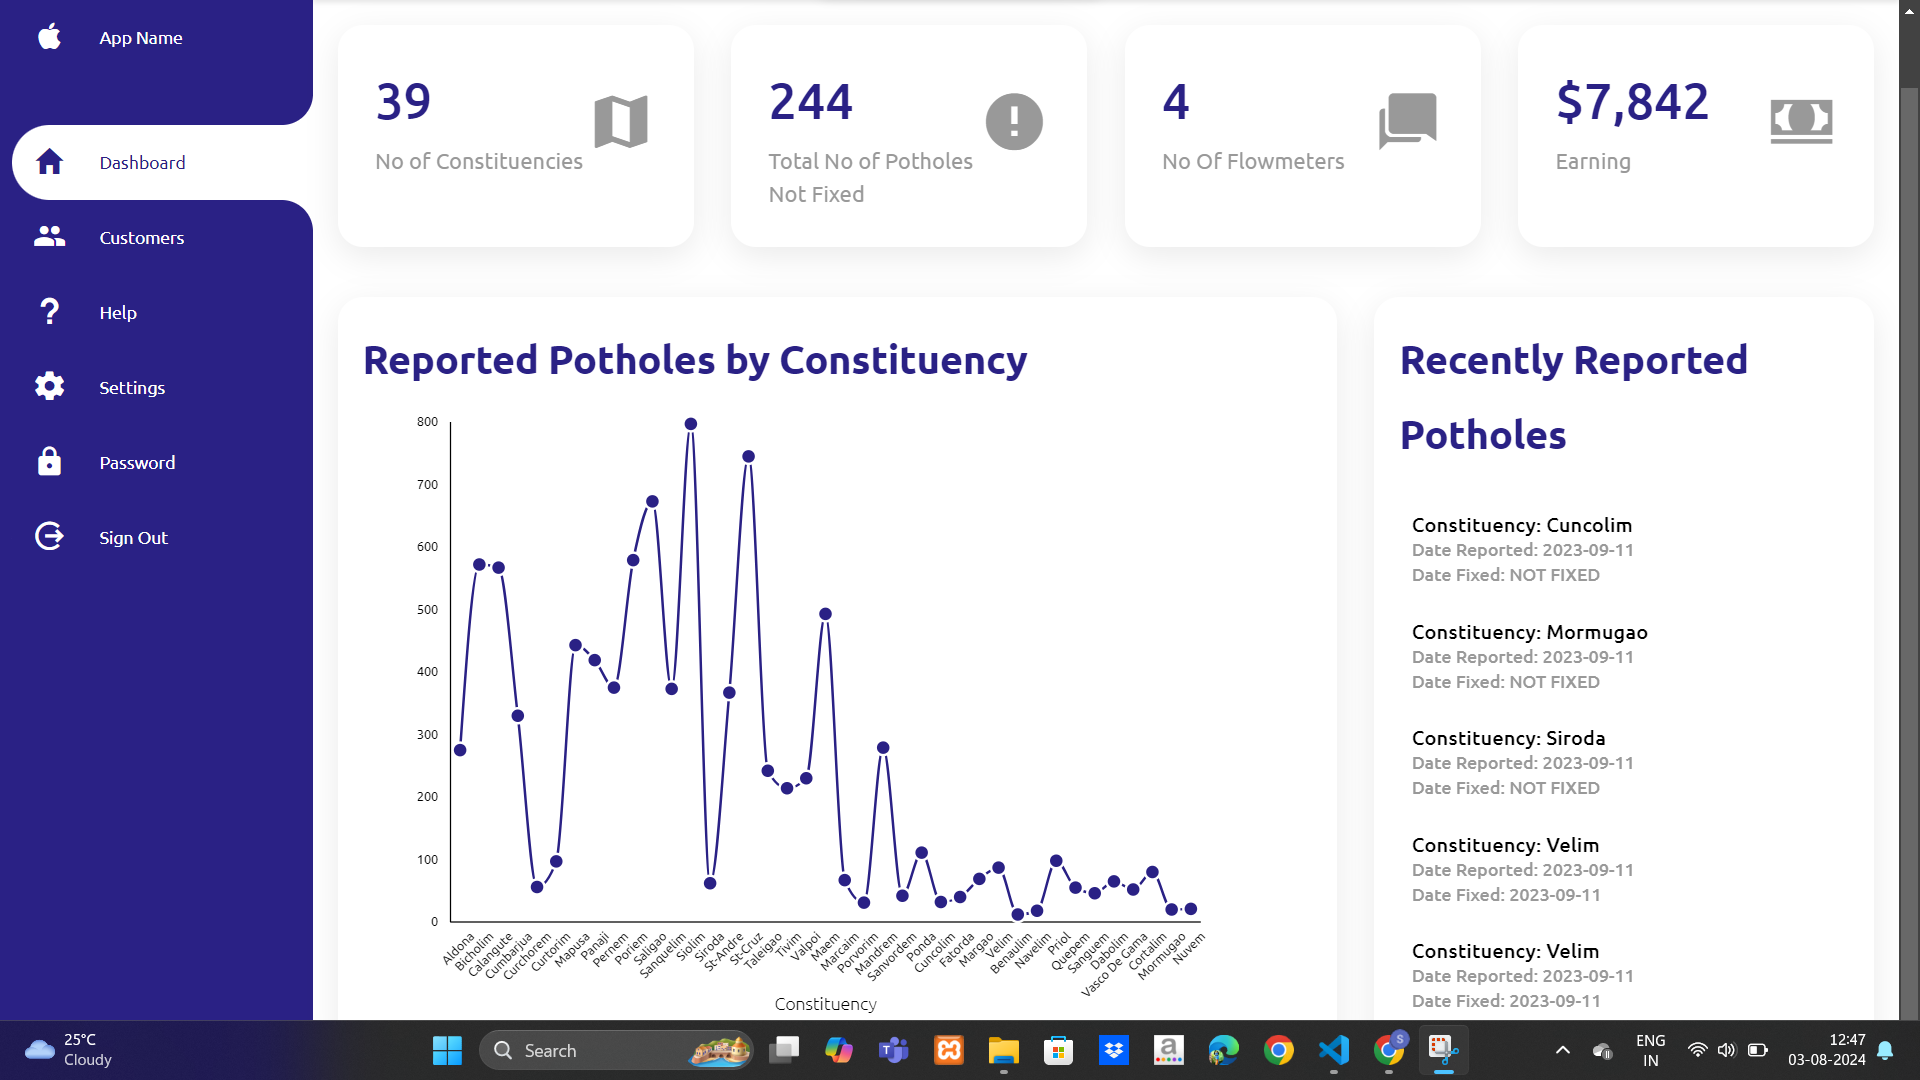 App Name
Dashboard
Customers
Help
Settings
Password
Sign Out
39
No of Constituencies
244
Total No of Potholes
Not Fixed
4
No Of Flowmeters
$7,842
Earning
Reported Potholes by Constituency
800
700
600
500
400
300
200
100
0
Aldona
Bicholim
Calangute
Cumbarjua
Curchorem
Curtorim
Mapusa
Panaji
Pernem
Poriem
Saligao
Sanquelim
Siolim
Siroda
St-Andre
St-Cruz
Taleigao
Tivim
Valpoi
Maem
Marcaim
Porvorim
Mandrem
Sanvordem
Ponda
Cuncolim
Fatorda
Margao
Velim
Benaulim
Navelim
Priol
Quepem
Sanguem
Dabolim
Vasco De Gama
Cortalim
Mormugao
Nuvem
Constituency
Recently Reported
Potholes
Constituency: Cuncolim
Date Reported: 2023-09-11
Date Fixed: NOT FIXED
Constituency: Mormugao
Date Reported: 2023-09-11
Date Fixed: NOT FIXED
Constituency: Siroda
Date Reported: 2023-09-11
Date Fixed: NOT FIXED
Constituency: Velim
Date Reported: 2023-09-11
Date Fixed: 2023-09-11
Constituency: Velim
Date Reported: 2023-09-11
Date Fixed: 2023-09-11
25°C
Cloudy
Search
ENG
IN
12:47
03-08-2024